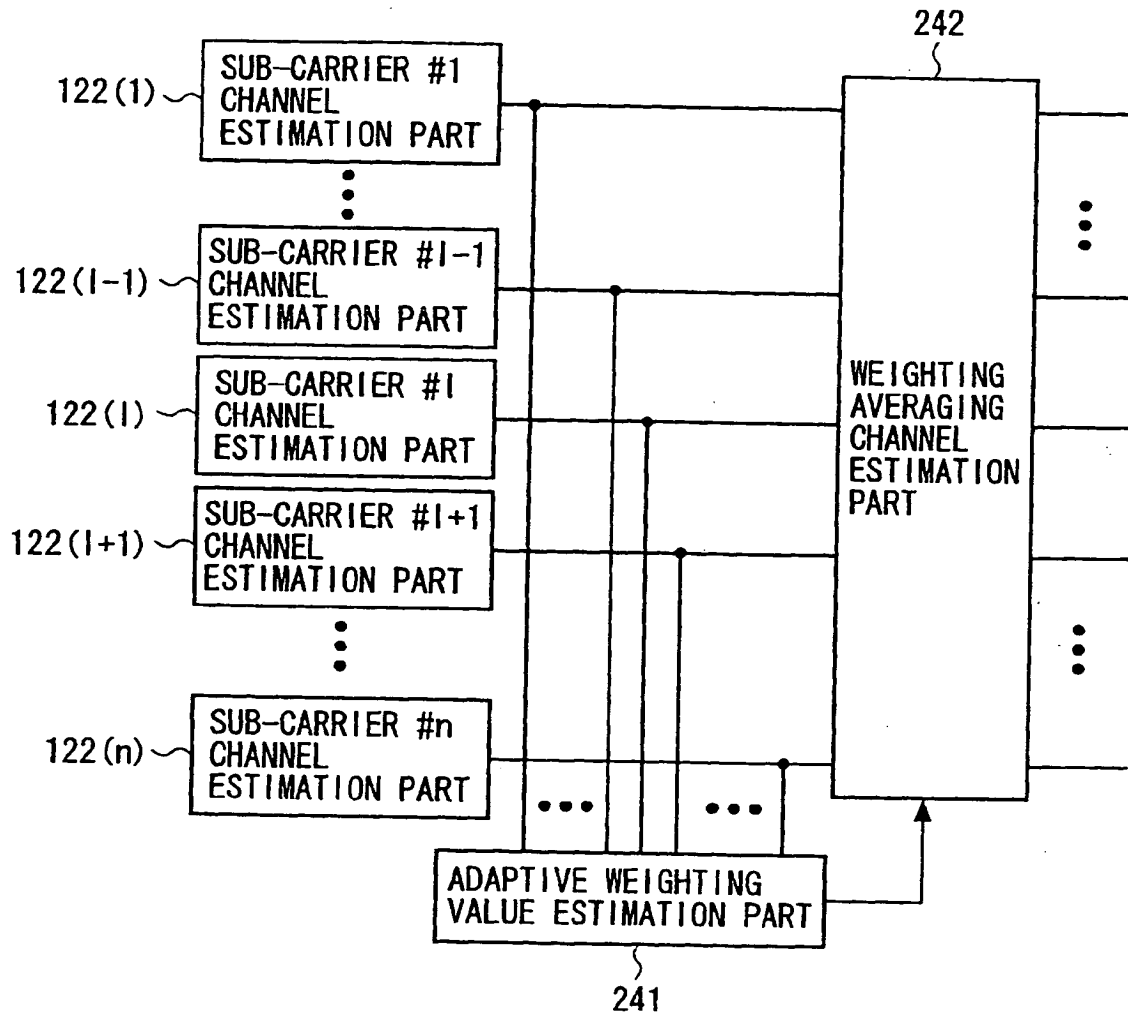 242
SUB-CARRIER #1
CHANNEL
ESTIMATION PART
122(1)
SUB-CARRIER #I-1
CHANNEL
ESTIMATION PART
122(I-1)
SUB-CARRIER #I
CHANNEL
ESTIMATION PART
122(I)
SUB-CARRIER #I+1
CHANNEL
ESTIMATION PART
122(I+1)
SUB-CARRIER #n
CHANNEL
ESTIMATION PART
122(n)
WEIGHTING
AVERAGING
CHANNEL
ESTIMATION
PART
ADAPTIVE WEIGHTING
VALUE ESTIMATION PART
241